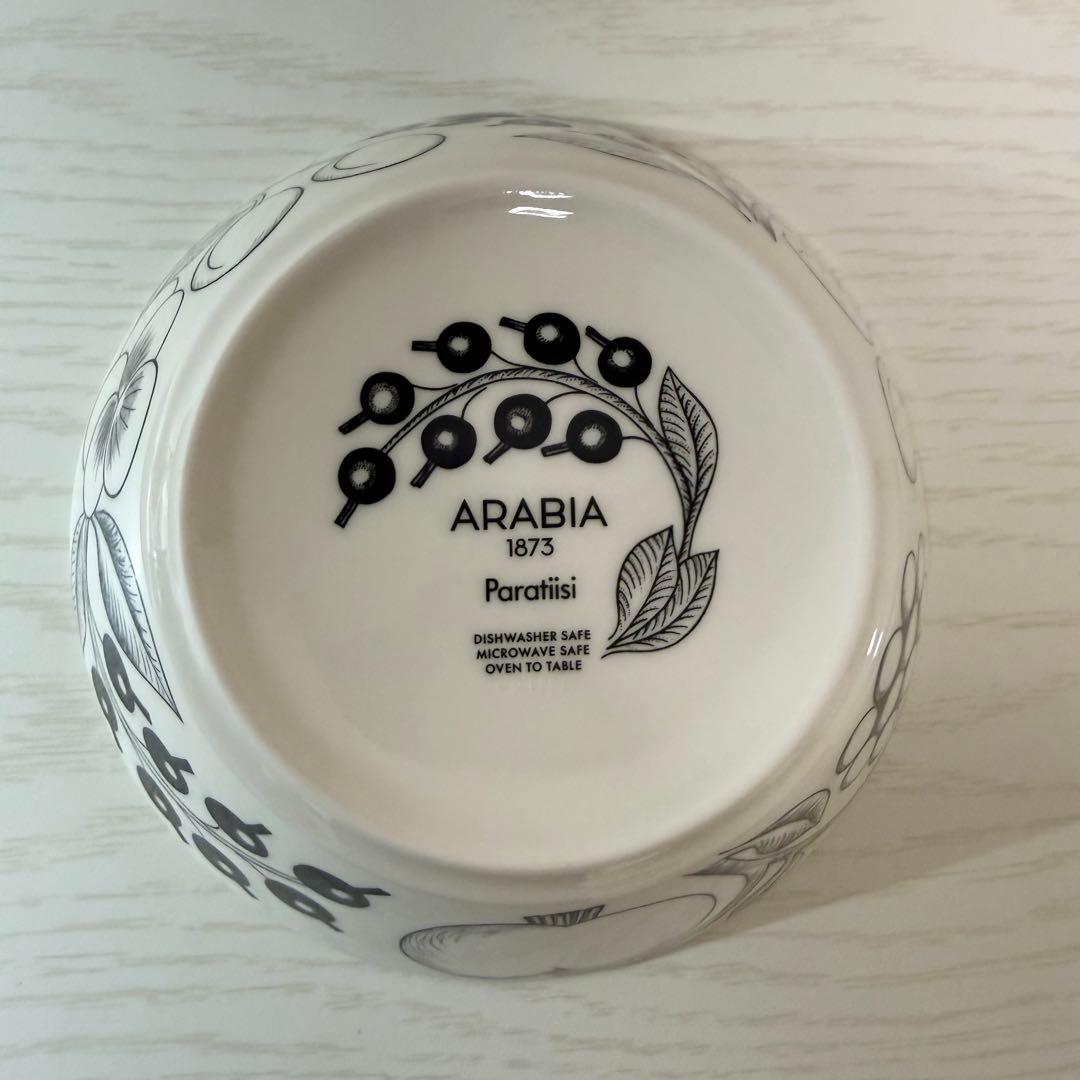 ARABIA
1873
Paratiisi
DISHWASHER SAFE
MICROWAVE SAFE
OVEN TO TABLE